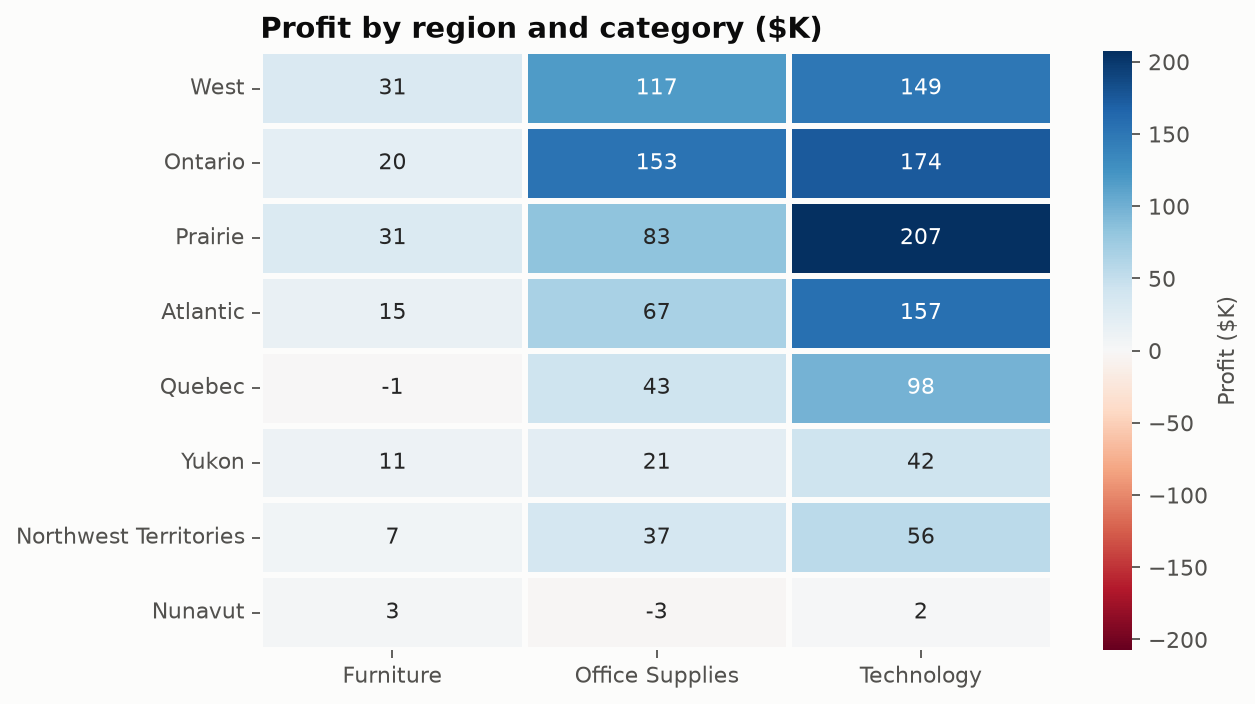 Profit by region and category ($K)
West 31 117 149
Ontario 20 153 174
Prairie 31 83 207
Atlantic 15 67 157
Quebec -1 43 98
Yukon 11 21 42
Northwest Territories 7 37 56
Nunavut 3 -3 2
Furniture Office Supplies Technology
200
150
100
50
0
−50
−100
−150
−200
Profit ($K)